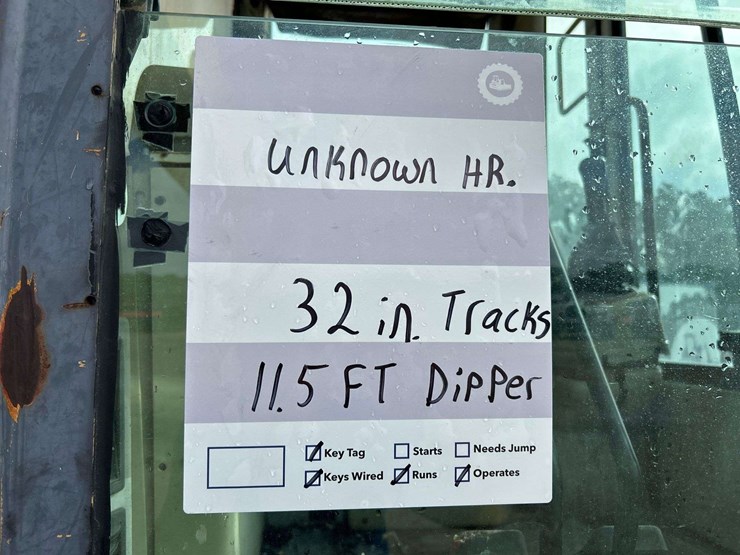 unknown HR.
32 in. Tracks
11.5 FT Dipper
Key Tag Starts Needs Jump
Keys Wired Runs Operates